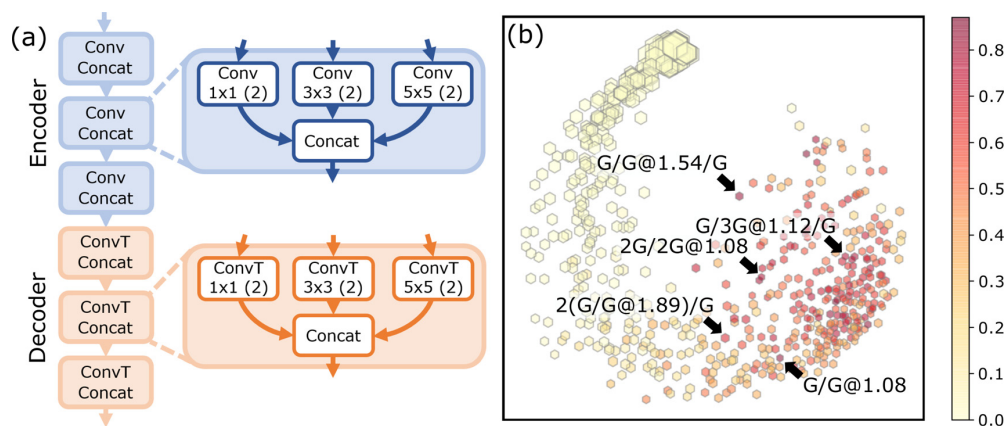 (a)
Encoder
Decoder
Conv
Concat
Conv
Concat
Conv
Concat
ConvT
Concat
ConvT
Concat
ConvT
Concat
Conv
1x1 (2)
Conv
3x3 (2)
Conv
5x5 (2)
Concat
ConvT
1x1 (2)
ConvT
3x3 (2)
ConvT
5x5 (2)
Concat
(b)
G/G@1.54/G
G/3G@1.12/G
2G/2G@1.08
2(G/G@1.89)/G
G/G@1.08
0.8
0.7
0.6
0.5
0.4
0.3
0.2
0.1
0.0